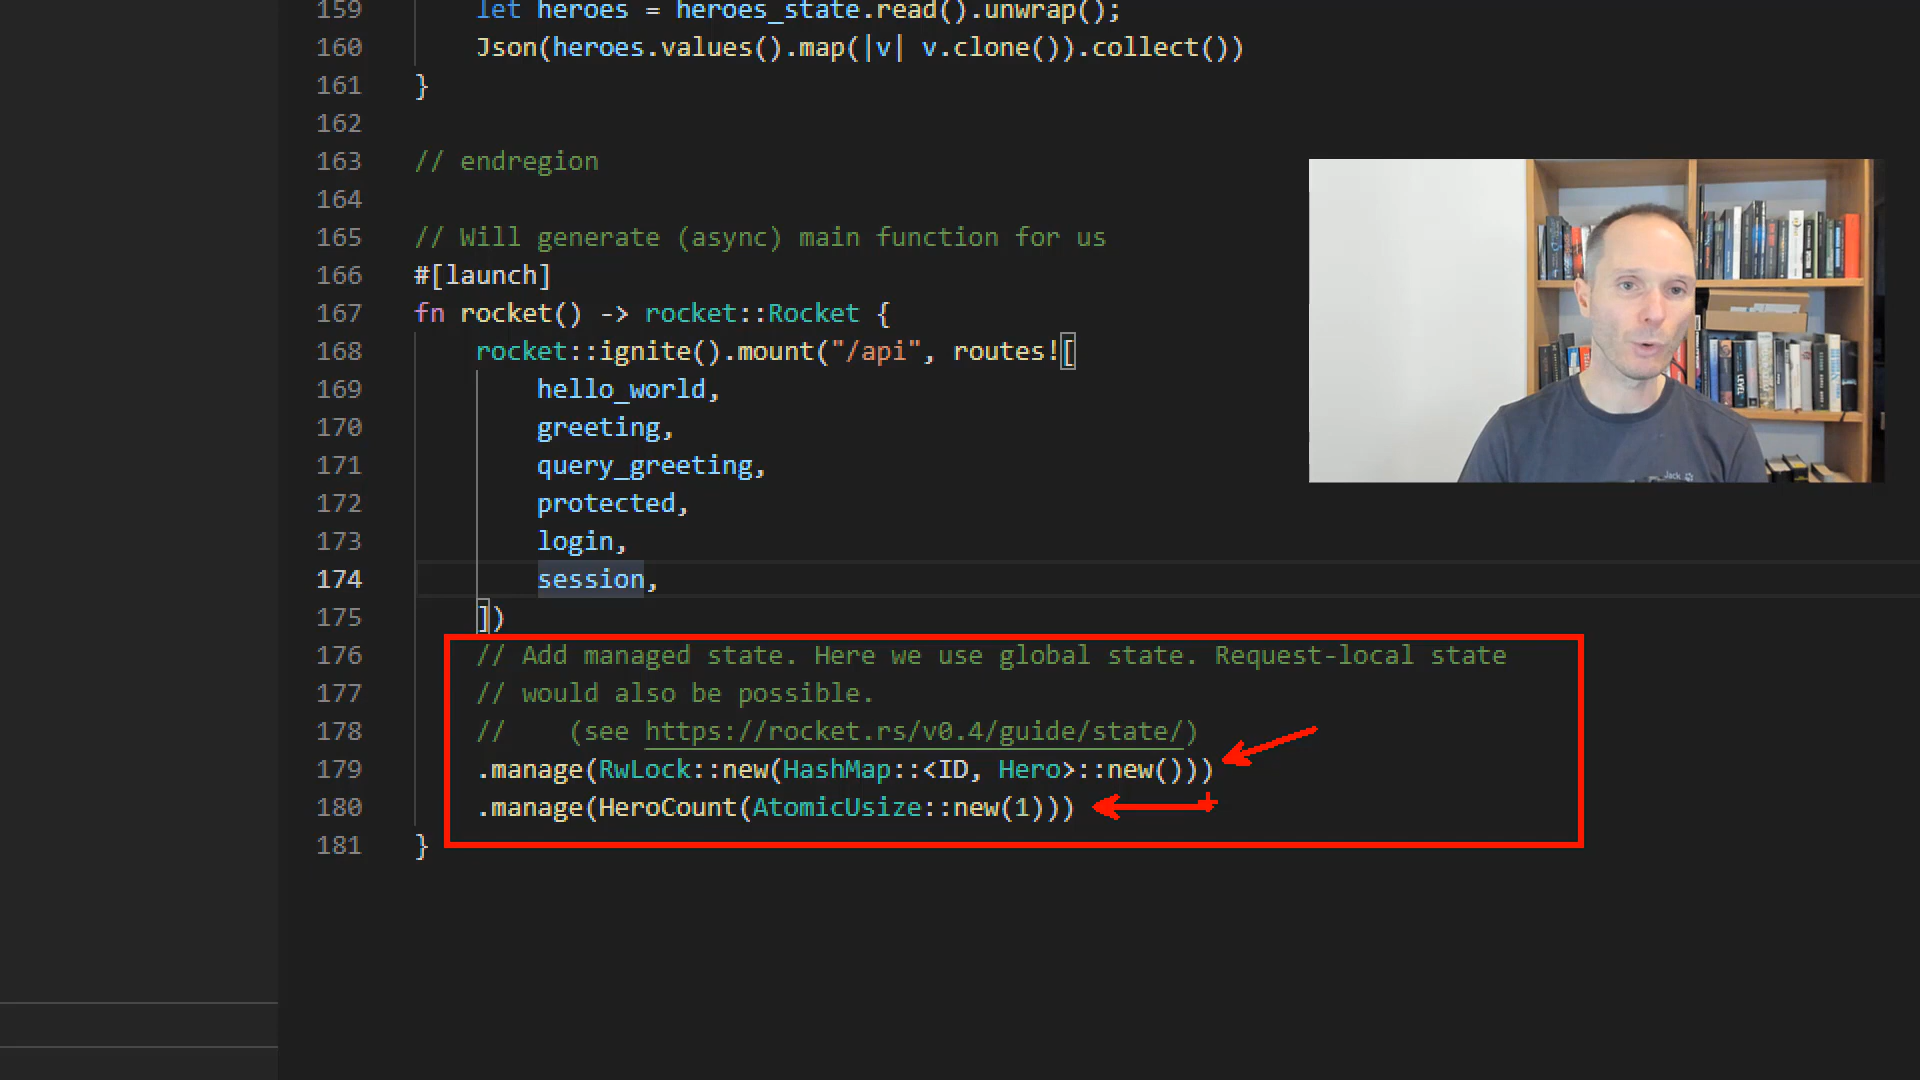 159 let heroes = heroes_state.read().unwrap();
160 Json(heroes.values().map(|v| v.clone()).collect())
161 }
162
163 // endregion
164
165 // Will generate (async) main function for us
166 #[launch]
167 fn rocket() -> rocket::Rocket {
168 rocket::ignite().mount("/api", routes![
169 hello_world,
170 greeting,
171 query_greeting,
172 protected,
173 login,
174 session,
175 ])
176 // Add managed state. Here we use global state. Request-local state
177 // would also be possible.
178 // (see https://rocket.rs/v0.4/guide/state/)
179 .manage(RwLock::new(HashMap::<ID, Hero>::new()))
180 .manage(HeroCount(AtomicUsize::new(1)))
181 }
Jack